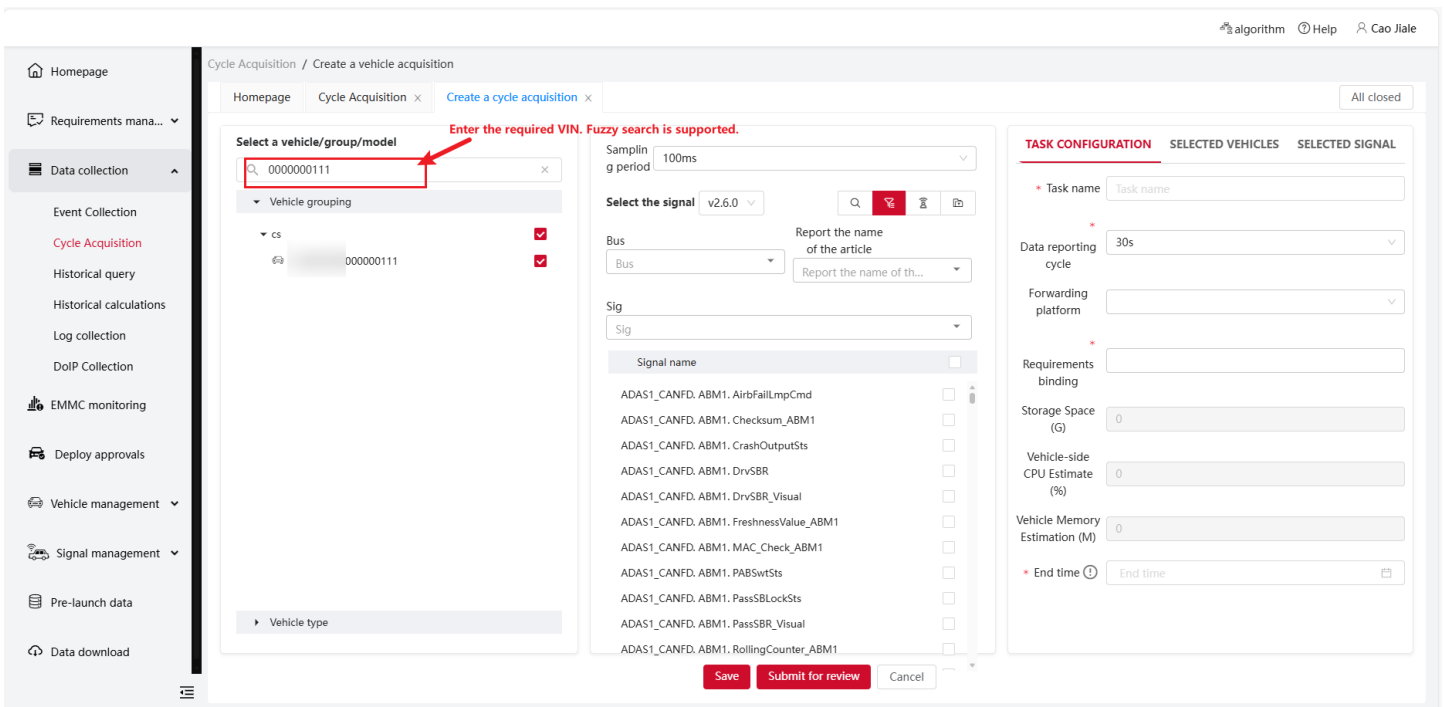 algorithm Help Cao Jiale
Homepage
Requirements mana...
Data collection
Event Collection
Cycle Acquisition
Historical query
Historical calculations
Log collection
DoIP Collection
EMMC monitoring
Deploy approvals
Vehicle management
Signal management
Pre-launch data
Data download
Cycle Acquisition / Create a vehicle acquisition
Homepage Cycle Acquisition × Create a cycle acquisition × All closed
Enter the required VIN. Fuzzy search is supported.
Select a vehicle/group/model
0000000111
Vehicle grouping
cs
000000111
Vehicle type
Samplin
g period
100ms
Select the signal v2.6.0
Bus
Bus
Report the name
of the article
Report the name of th...
Sig
Sig
Signal name
ADAS1_CANFD. ABM1. AirbFailLmpCmd
ADAS1_CANFD. ABM1. Checksum_ABM1
ADAS1_CANFD. ABM1. CrashOutputSts
ADAS1_CANFD. ABM1. DrvSBR
ADAS1_CANFD. ABM1. DrvSBR_Visual
ADAS1_CANFD. ABM1. FreshnessValue_ABM1
ADAS1_CANFD. ABM1. MAC_Check_ABM1
ADAS1_CANFD. ABM1. PABSwtSts
ADAS1_CANFD. ABM1. PassSBLockSts
ADAS1_CANFD. ABM1. PassSBR_Visual
ADAS1_CANFD. ABM1. RollingCounter_ABM1
Save Submit for review Cancel
TASK CONFIGURATION SELECTED VEHICLES SELECTED SIGNAL
* Task name Task name
*
Data reporting
cycle
30s
Forwarding
platform
*
Requirements
binding
Storage Space
(G)
0
Vehicle-side
CPU Estimate
(%)
0
Vehicle Memory
Estimation (M)
0
* End time End time